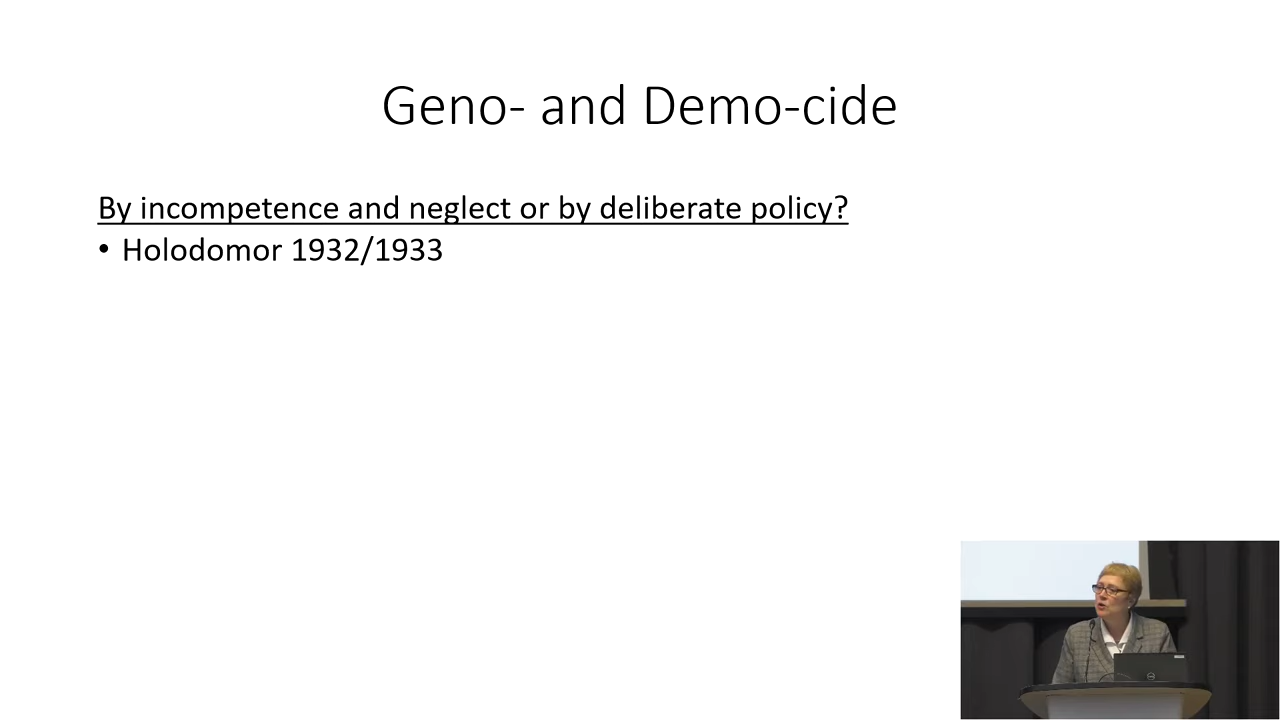 Geno- and Demo-cide
By incompetence and neglect or by deliberate policy?
• Holodomor 1932/1933